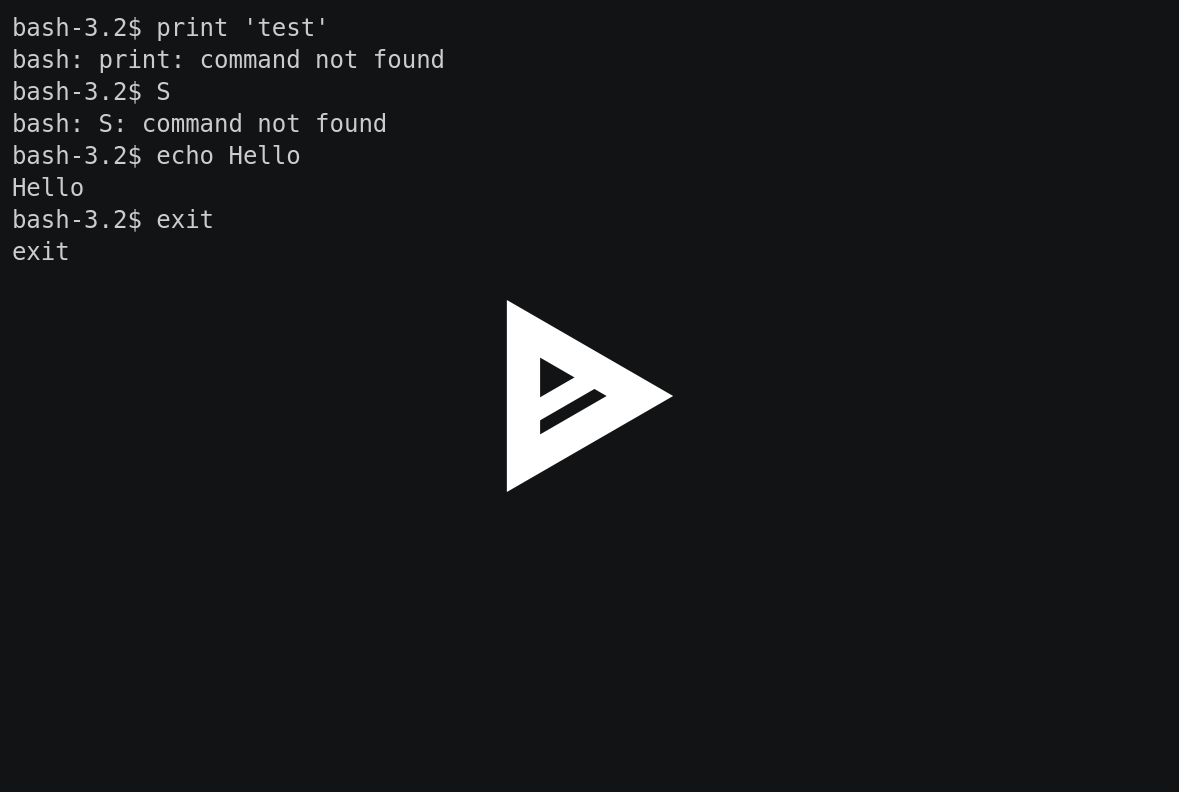 bash-3.2$ print 'test'
bash: print: command not found
bash-3.2$ S
bash: S: command not found
bash-3.2$ echo Hello
Hello
bash-3.2$ exit
exit